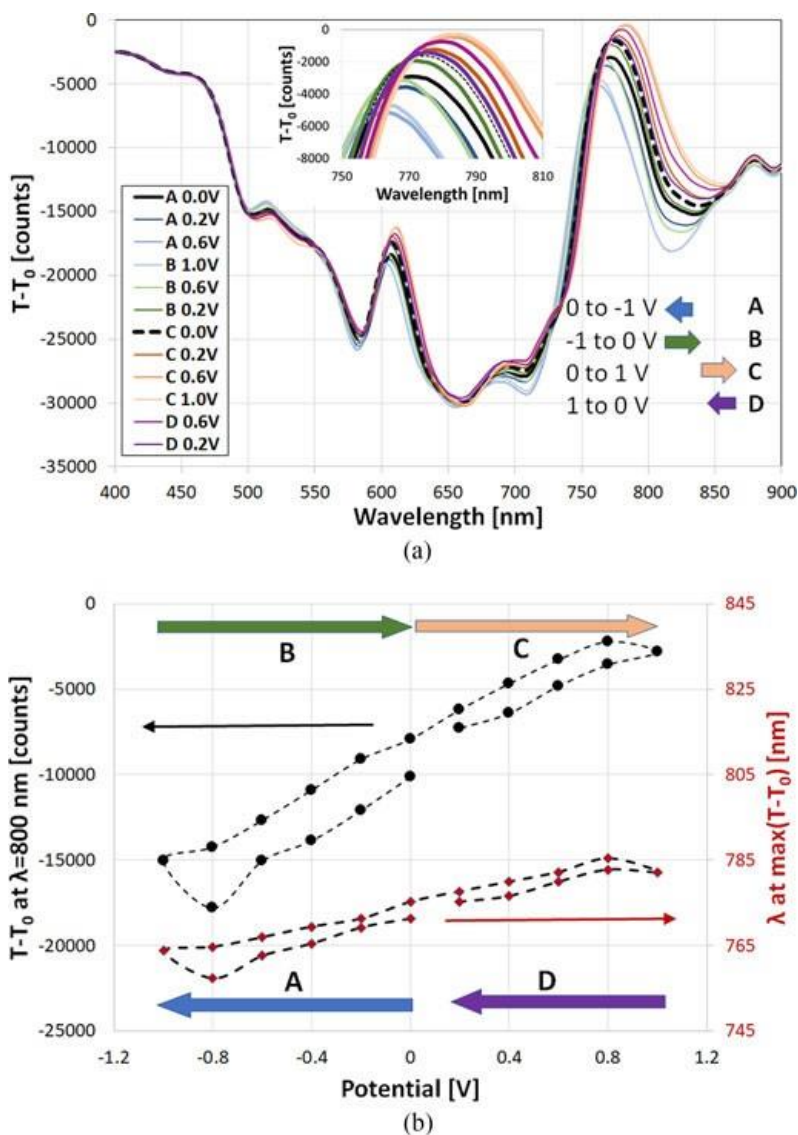 0
-5000
-10000
-15000
-20000
-25000
-30000
-35000
T-T0 [counts]
400 450 500 550 600 650 700 750 800 850 900
Wavelength [nm]
0
-2000
-4000
-6000
-8000
T-T0 [counts]
750 770 790 810
Wavelength [nm]
A 0.0V
A 0.2V
A 0.6V
B 1.0V
B 0.6V
B 0.2V
C 0.0V
C 0.2V
C 0.6V
C 1.0V
D 0.6V
D 0.2V
0 to -1 V A
-1 to 0 V B
0 to 1 V C
1 to 0 V D
(a)
0
-5000
-10000
-15000
-20000
-25000
T-T0 at λ=800 nm [counts]
B
C
A
D
845
825
805
785
765
745
λ at max(T-T0) [nm]
-1.2 -0.8 -0.4 0 0.4 0.8 1.2
Potential [V]
(b)